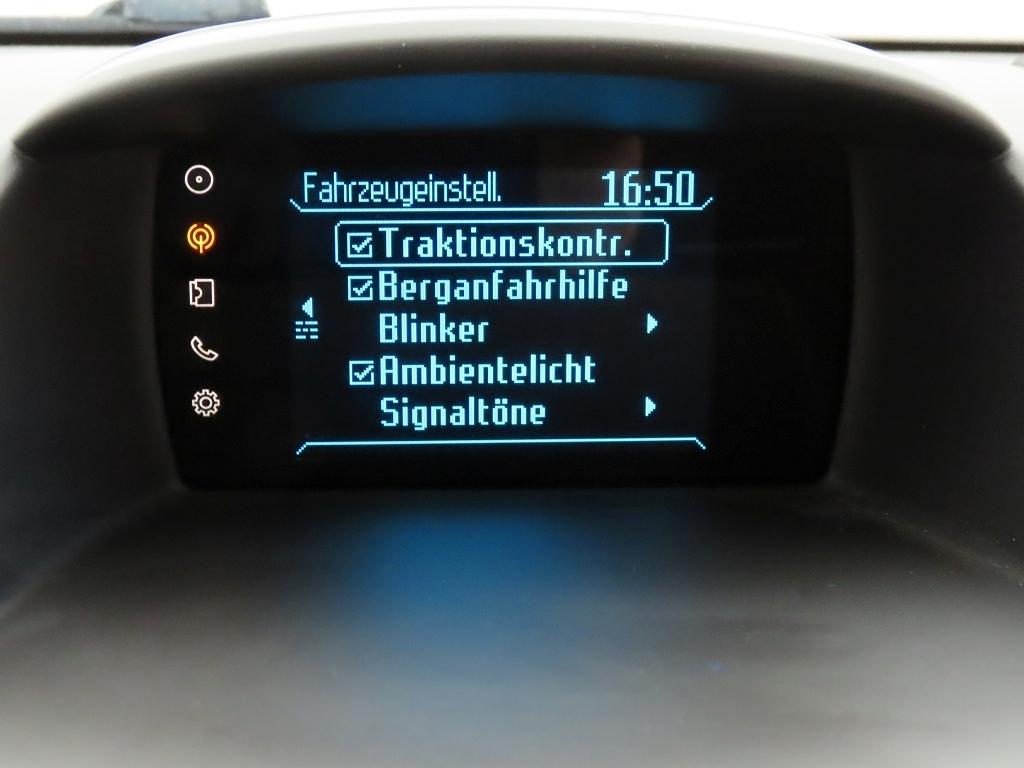 Fahrzeugeinstell. 16:50
Traktionskontr.
Berganfahrhilfe
Blinker
Ambientelicht
Signaltöne